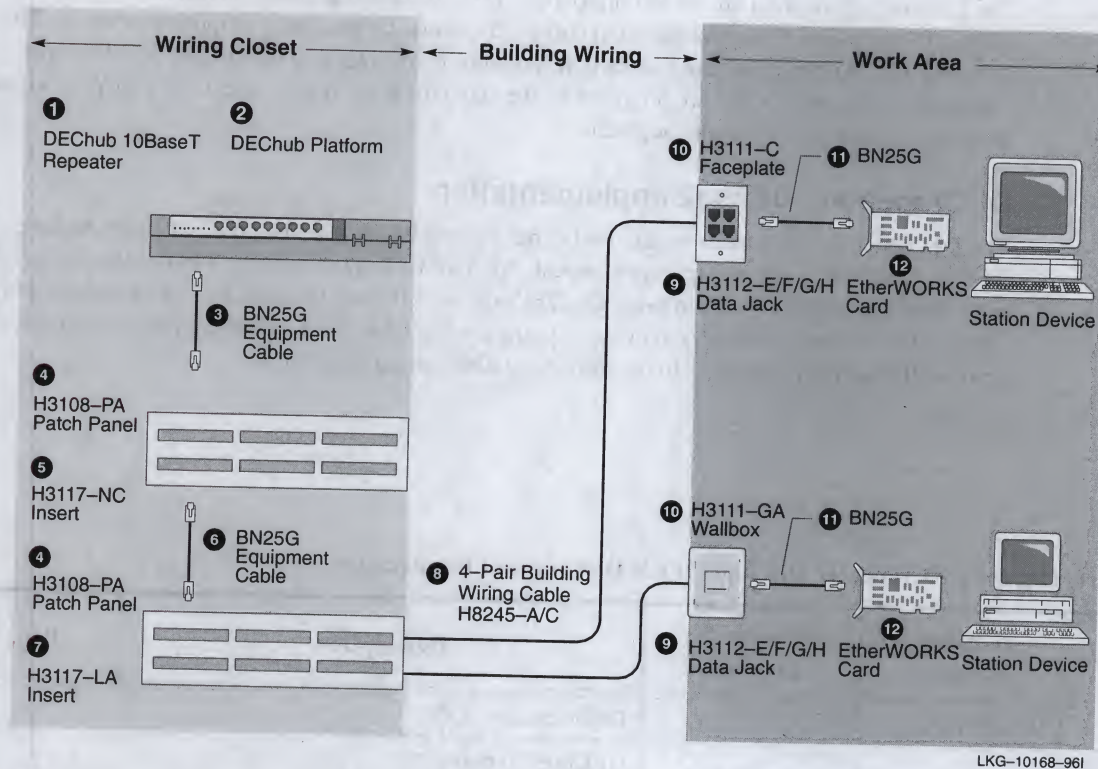 Wiring Closet
Building Wiring
Work Area
1
DEChub 10BaseT
Repeater
2
DEChub Platform
3 BN25G
Equipment
Cable
4
H3108–PA
Patch Panel
5
H3117–NC
Insert
6 BN25G
Equipment
Cable
4
H3108–PA
Patch Panel
7
H3117–LA
Insert
8 4–Pair Building
Wiring Cable
H8245–A/C
10 H3111–C
Faceplate
11 BN25G
9 H3112–E/F/G/H
Data Jack
12
EtherWORKS
Card
Station Device
10 H3111–GA
Wallbox
11 BN25G
9 H3112–E/F/G/H
Data Jack
12
EtherWORKS
Card
Station Device
LKG–10168–96I